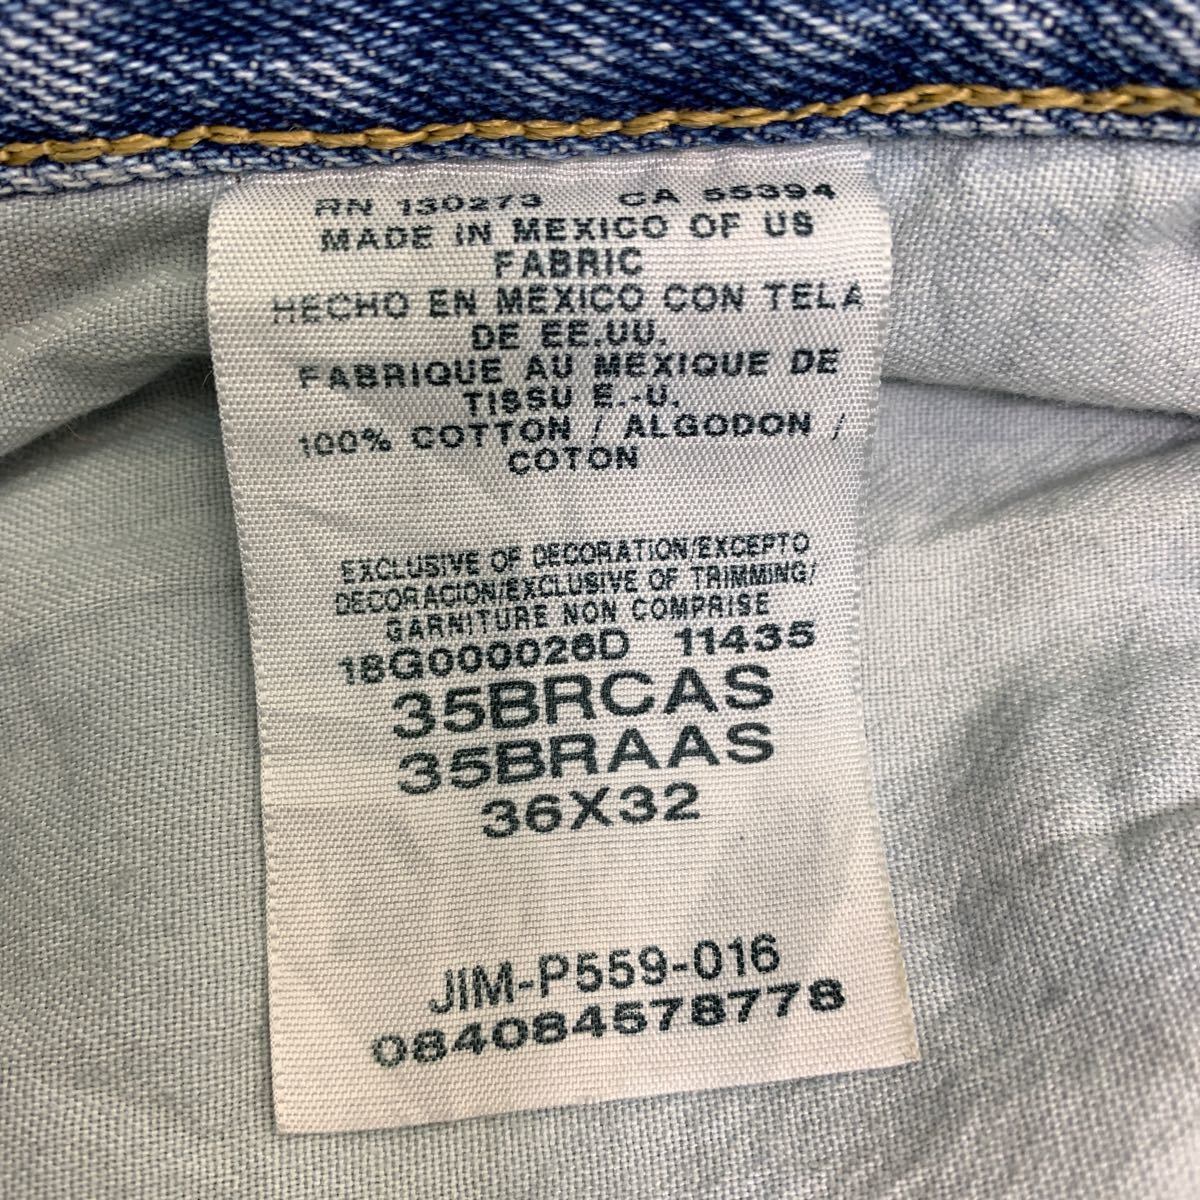 RN 130273 CA 55394
MADE IN MEXICO OF US
FABRIC
HECHO EN MEXICO CON TELA
DE EE.UU.
FABRIQUE AU MEXIQUE DE
TISSU E.-U.
100% COTTON / ALGODON /
COTON
EXCLUSIVE OF DECORATION/EXCEPTO
DECORACION/EXCLUSIVE OF TRIMMING/
GARNITURE NON COMPRISE
18G000026D 11435
35BRCAS
35BRAAS
36X32
JIM-P559-016
084084578778